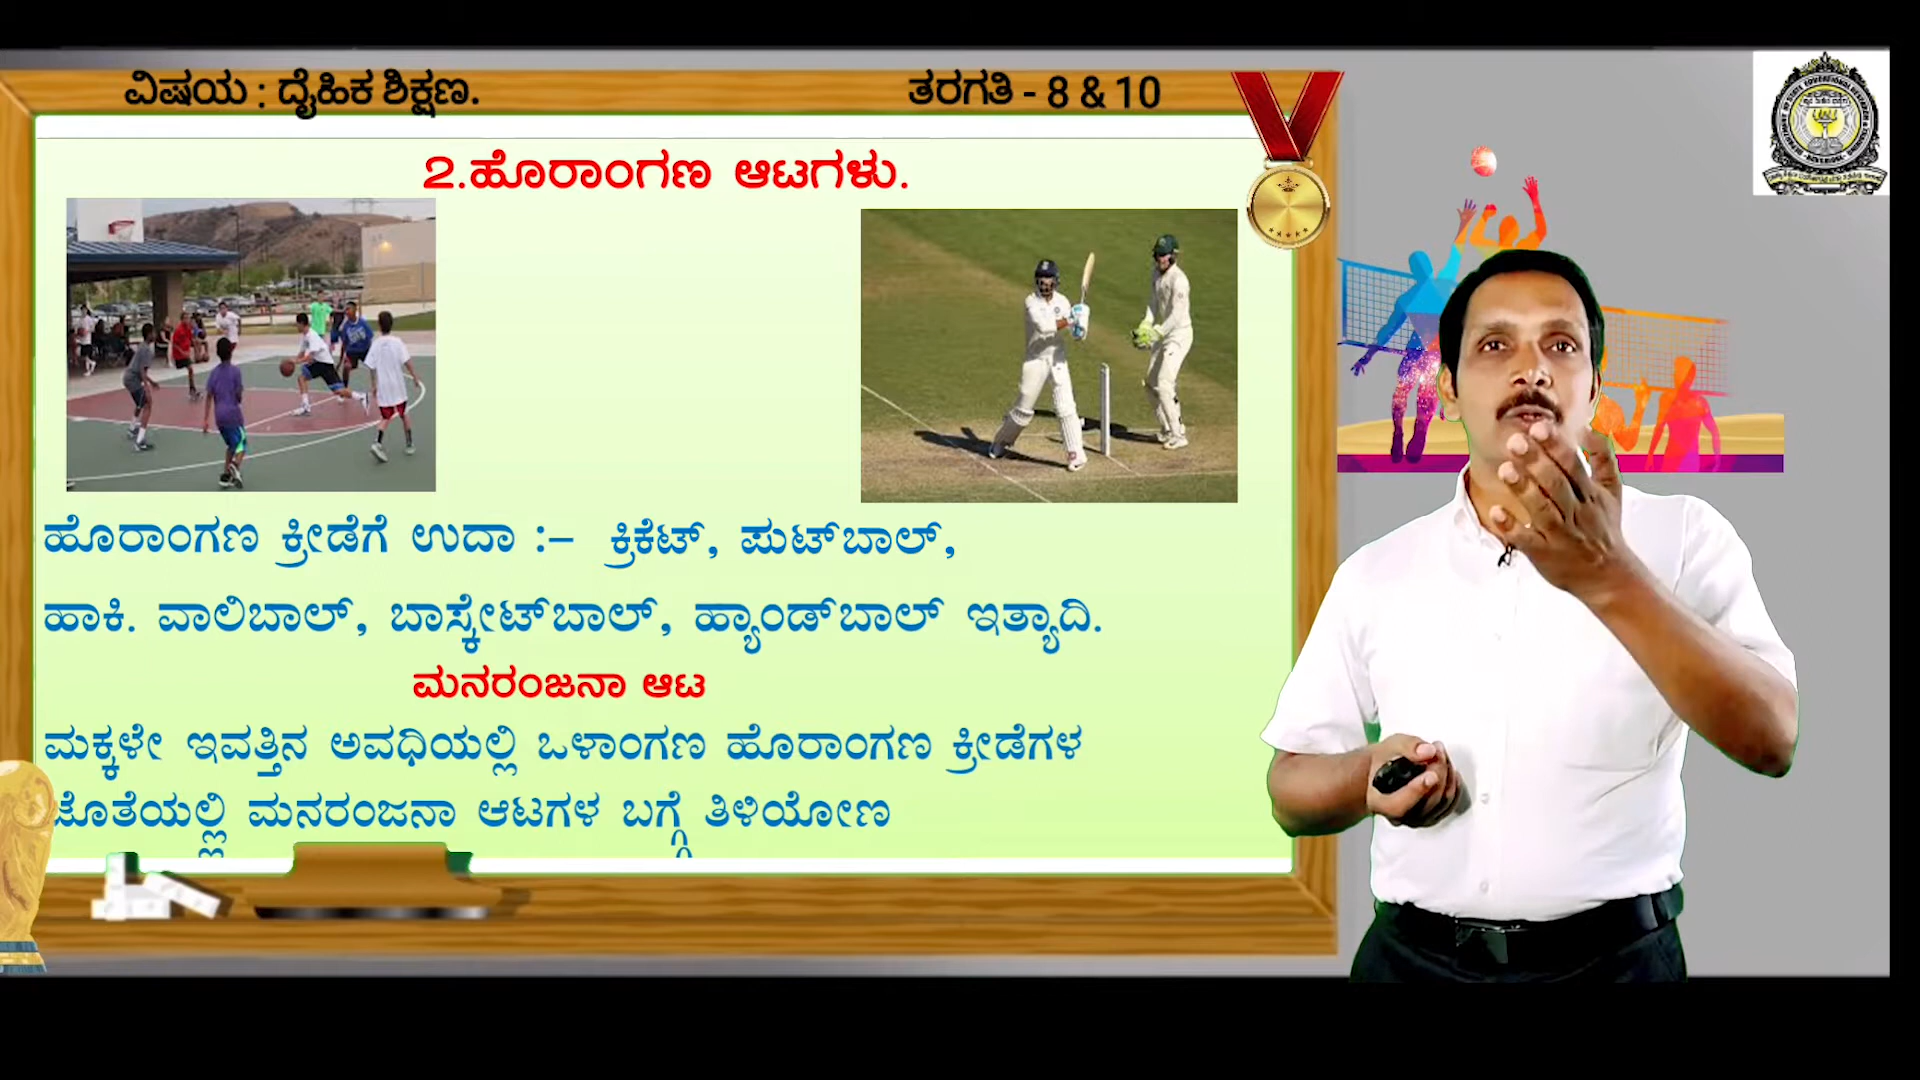 ವಿಷಯ : ದೈಹಿಕ ಶಿಕ್ಷಣ.
ತರಗತಿ - 8 & 10
೨.ಹೊರಾಂಗಣ ಆಟಗಳು.
ಹೊರಾಂಗಣ ಕ್ರೀಡೆಗೆ ಉದಾ :– ಕ್ರಿಕೆಟ್, ಪುಟ್‌ಬಾಲ್,
ಹಾಕಿ. ವಾಲಿಬಾಲ್, ಬಾಸ್ಕೇಟ್‌ಬಾಲ್, ಹ್ಯಾಂಡ್‌ಬಾಲ್ ಇತ್ಯಾದಿ.
ಮನರಂಜನಾ ಆಟ
ಮಕ್ಕಳೇ ಇವತ್ತಿನ ಅವಧಿಯಲ್ಲಿ ಒಳಾಂಗಣ ಹೊರಾಂಗಣ ಕ್ರೀಡೆಗಳ
ಜೊತೆಯಲ್ಲಿ ಮನರಂಜನಾ ಆಟಗಳ ಬಗ್ಗೆ ತಿಳಿಯೋಣ